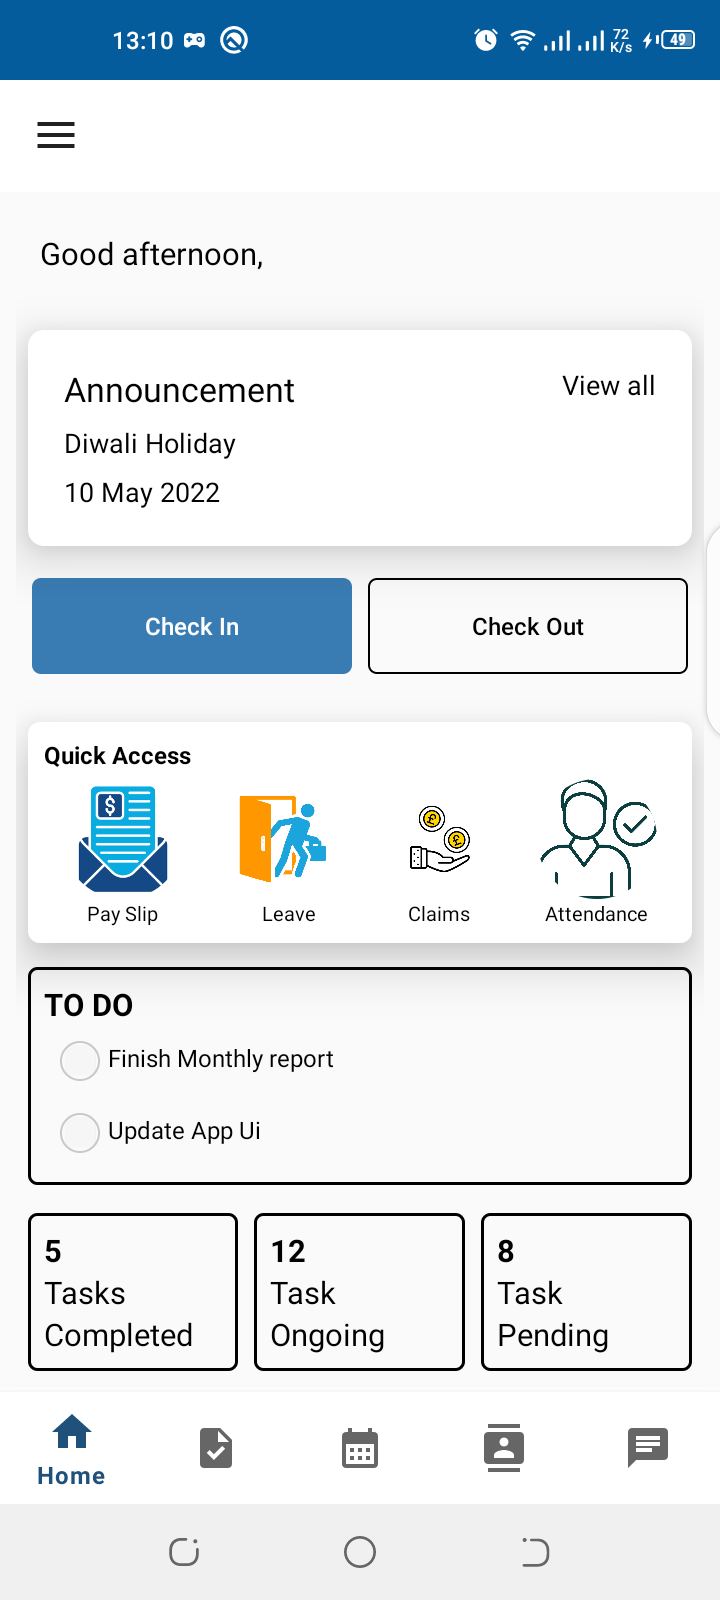 13:10
72
K/s
49
Good afternoon,
Announcement
View all
Diwali Holiday
10 May 2022
Check In
Check Out
Quick Access
$
£
£
Pay Slip
Leave
Claims
Attendance
TO DO
Finish Monthly report
Update App Ui
5
Tasks
Completed
12
Task
Ongoing
8
Task
Pending
Home